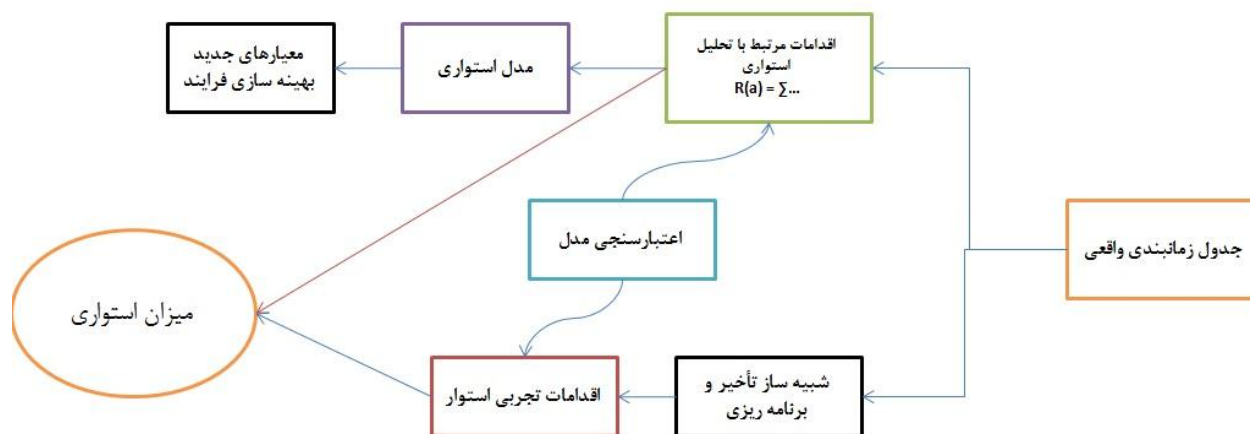 اقدامات مرتبط با تحلیل
استواری
R(a) = ∑...
مدل استواری
معیارهای جدید
بهینه سازی فرایند
اعتبارسنجی مدل
جدول زمانبندی واقعی
میزان استواری
شبیه ساز تأخیر و
برنامه ریزی
اقدامات تجربی استوار